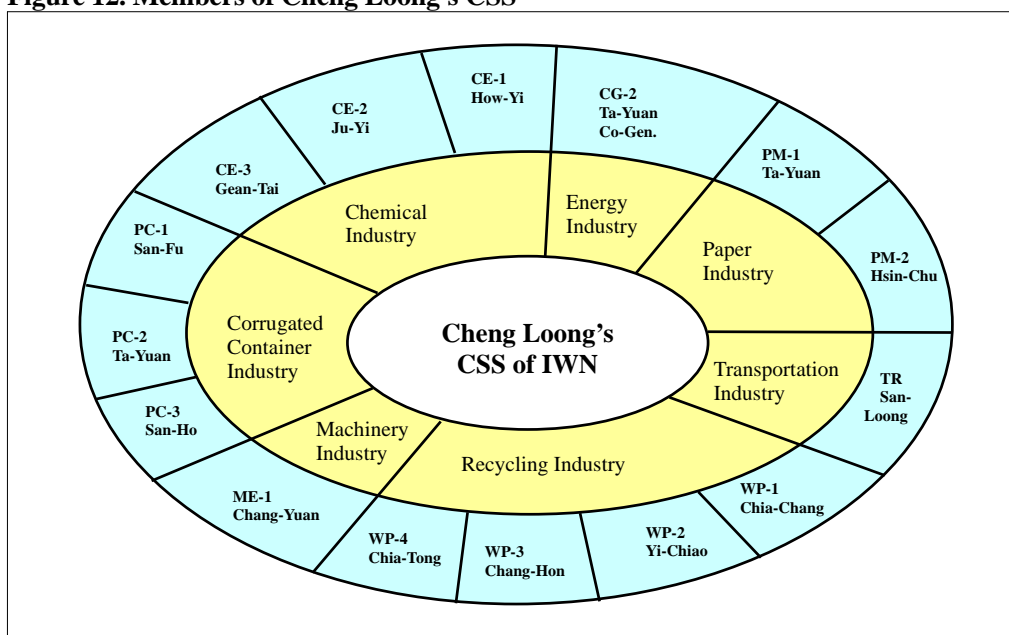 Figure 12. Members of Cheng Loong's CSS
CE-1
How-Yi
CG-2
Ta-Yuan
Co-Gen.
CE-2
Ju-Yi
PM-1
Ta-Yuan
CE-3
Gean-Tai
PC-1
San-Fu
PM-2
Hsin-Chu
PC-2
Ta-Yuan
PC-3
San-Ho
TR
San-
Loong
ME-1
Chang-Yuan
WP-4
Chia-Tong
WP-3
Chang-Hon
WP-2
Yi-Chiao
WP-1
Chia-Chang
Chemical
Industry
Energy
Industry
Paper
Industry
Corrugated
Container
Industry
Transportation
Industry
Machinery
Industry
Recycling Industry
Cheng Loong's
CSS of IWN